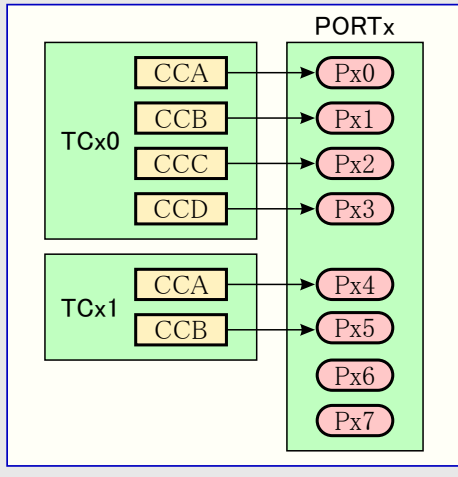 PORTx
TCx0
CCA
CCB
CCC
CCD
TCx1
CCA
CCB
Px0
Px1
Px2
Px3
Px4
Px5
Px6
Px7